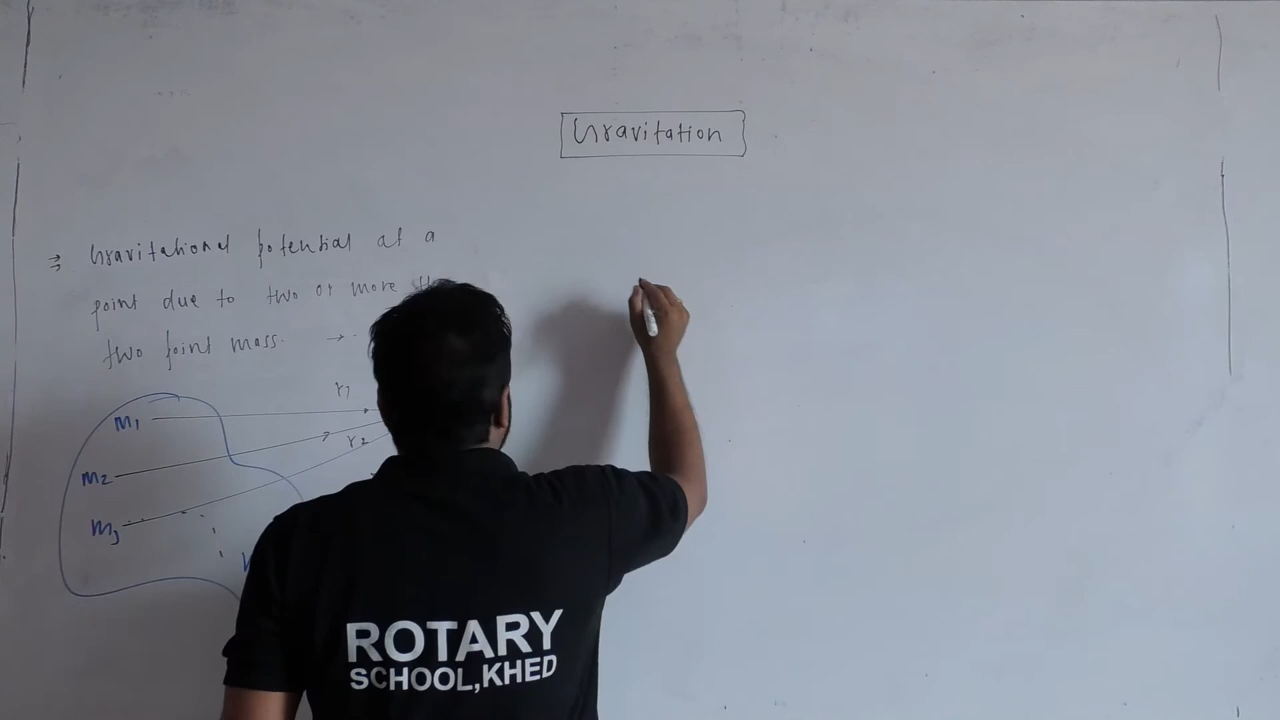 Gravitation
⇒ Gravitational potential at a
point due to two or more
two point mass. →
r1
m1
r2
m2
m3
ROTARY
SCHOOL,KHED